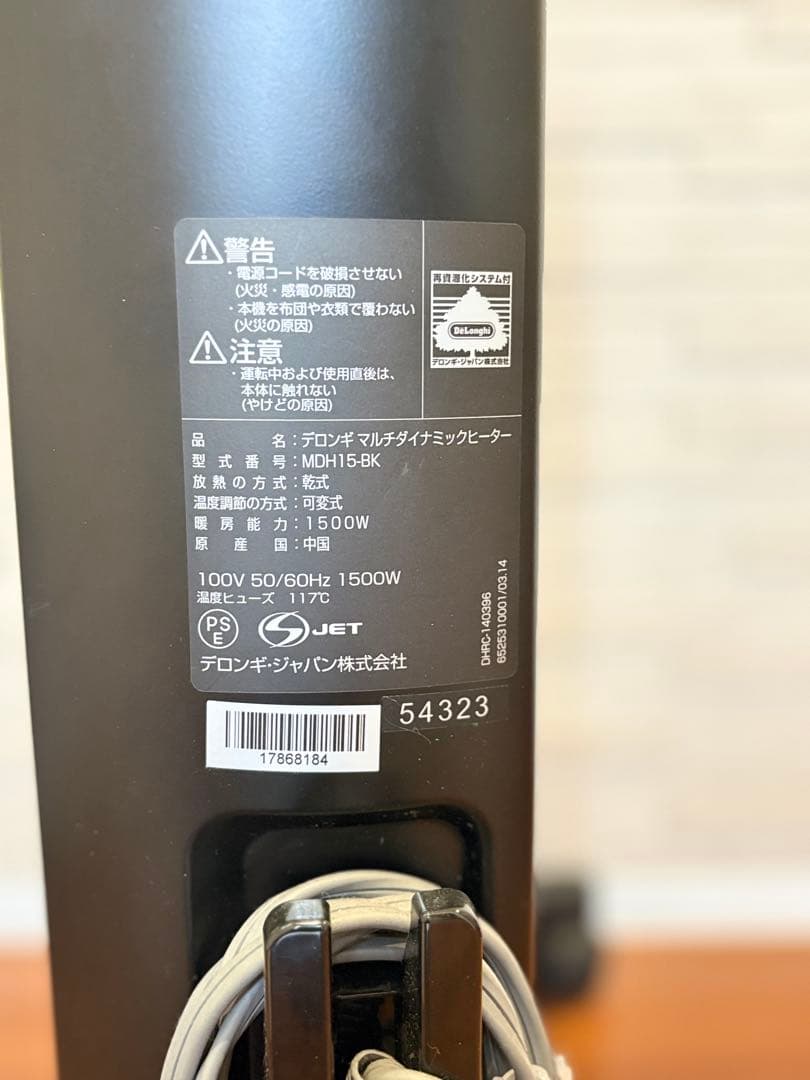 警告
・電源コードを破損させない
(火災・感電の原因)
・本機を布団や衣類で覆わない
(火災の原因)
注意
・運転中および使用直後は、
本体に触れない
(やけどの原因)
再資源化システム付
DeLonghi
デロンギ・ジャパン株式会社
品名：デロンギ マルチダイナミックヒーター
型式番号：MDH15-BK
放熱の方式：乾式
温度調節の方式：可変式
暖房能力：1500W
原産国：中国
100V 50/60Hz 1500W
温度ヒューズ 117℃
PSE
S JET
デロンギ・ジャパン株式会社
DHRC-140396
6525310001/03.14
54323
17868184